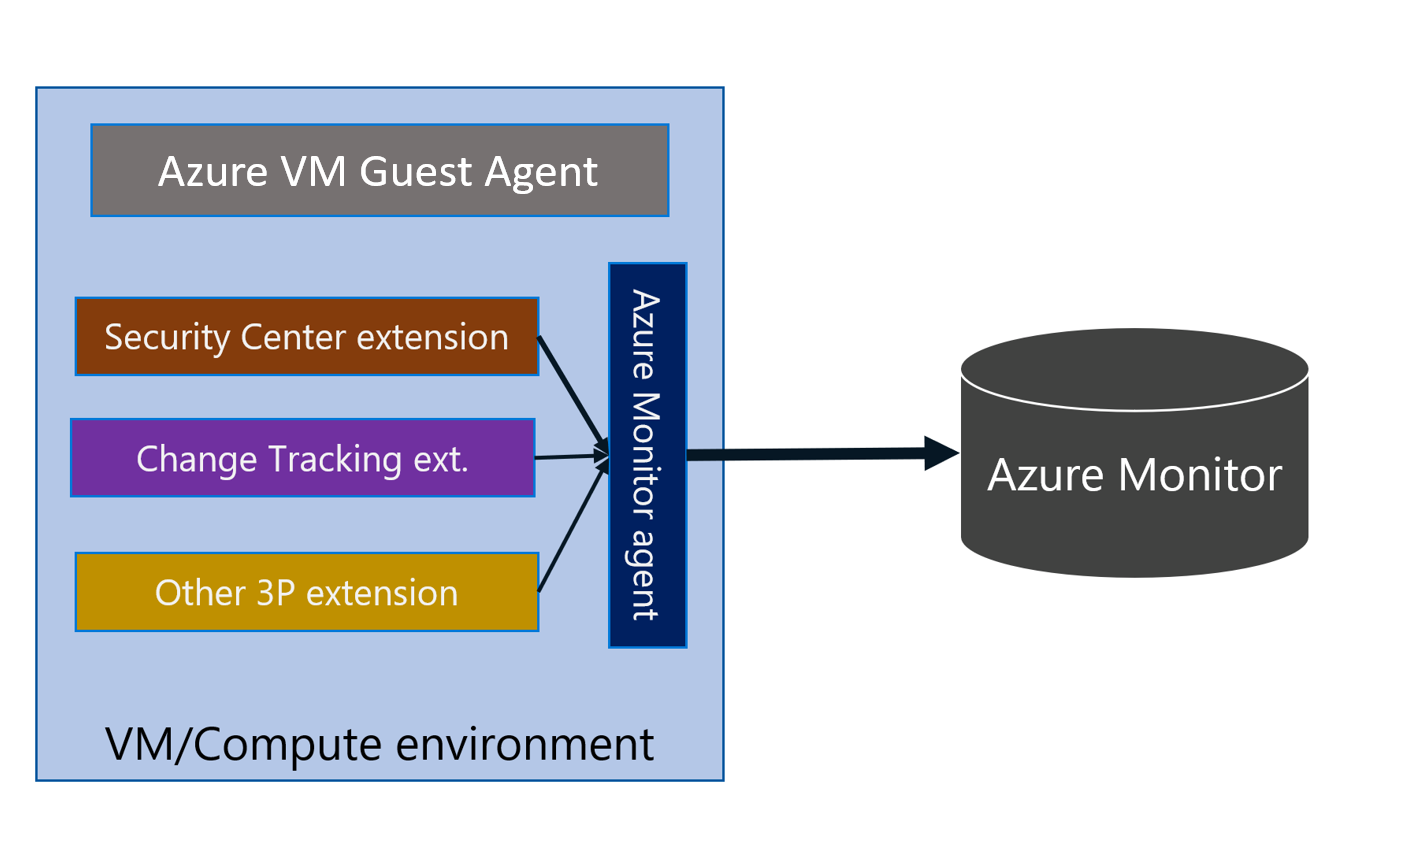 Azure VM Guest Agent
Security Center extension
Change Tracking ext.
Other 3P extension
Azure Monitor agent
VM/Compute environment
Azure Monitor